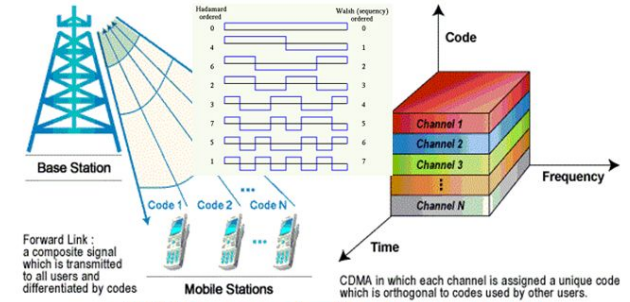 Hadamard
ordered
Walsh (sequency)
ordered
0 0
4 1
6 2
2 3
3 4
7 5
5 6
1 7
Base Station
Code 1 Code 2 ... Code N
...
Forward Link :
a composite signal
which is transmitted
to all users and
differentiated by codes
Mobile Stations
Code
Channel 1
Channel 2
Channel 3
⋮
Channel N
Frequency
Time
CDMA in which each channel is assigned a unique code
which is orthogonal to codes used by other users.